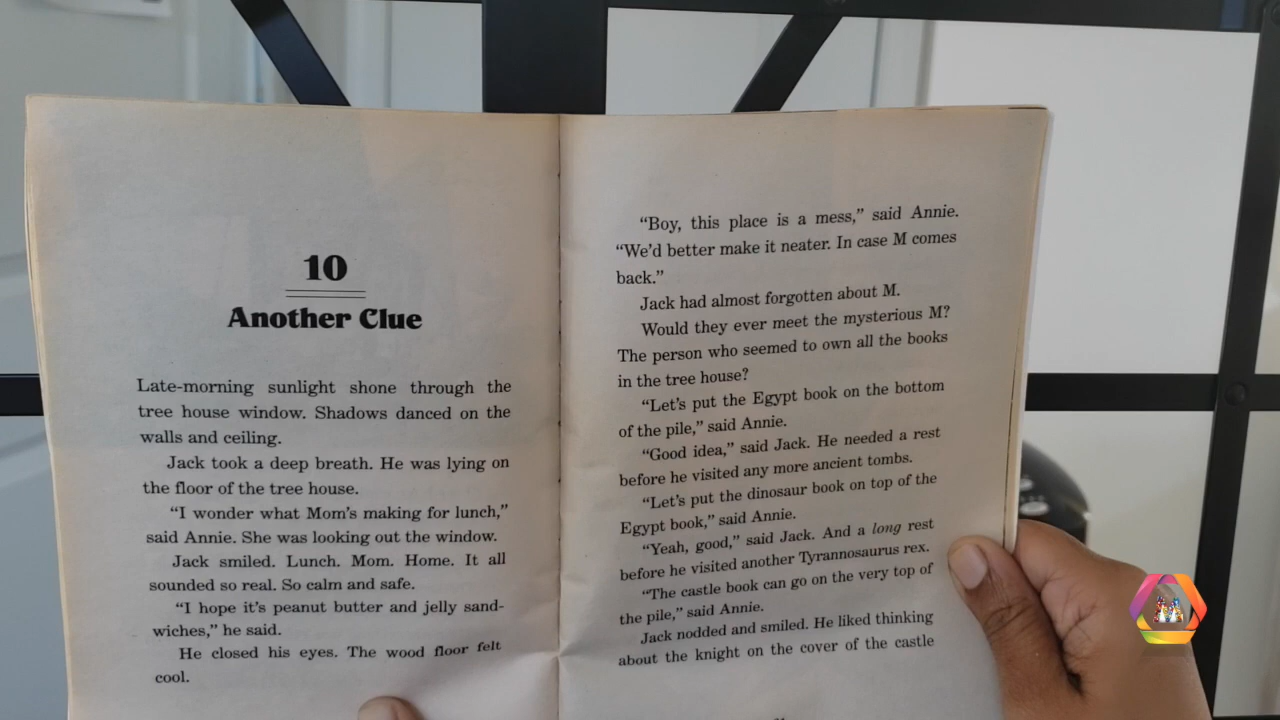 10
Another Clue
Late-morning sunlight shone through the
tree house window. Shadows danced on the
walls and ceiling.
Jack took a deep breath. He was lying on
the floor of the tree house.
“I wonder what Mom’s making for lunch,”
said Annie. She was looking out the window.
Jack smiled. Lunch. Mom. Home. It all
sounded so real. So calm and safe.
“I hope it’s peanut butter and jelly sand-
wiches,” he said.
He closed his eyes. The wood floor felt
cool.
“Boy, this place is a mess,” said Annie.
“We’d better make it neater. In case M comes
back.”
Jack had almost forgotten about M.
Would they ever meet the mysterious M?
The person who seemed to own all the books
in the tree house?
“Let’s put the Egypt book on the bottom
of the pile,” said Annie.
“Good idea,” said Jack. He needed a rest
before he visited any more ancient tombs.
“Let’s put the dinosaur book on top of the
Egypt book,” said Annie.
“Yeah, good,” said Jack. And a long rest
before he visited another Tyrannosaurus rex.
“The castle book can go on the very top of
the pile,” said Annie.
Jack nodded and smiled. He liked thinking
about the knight on the cover of the castle